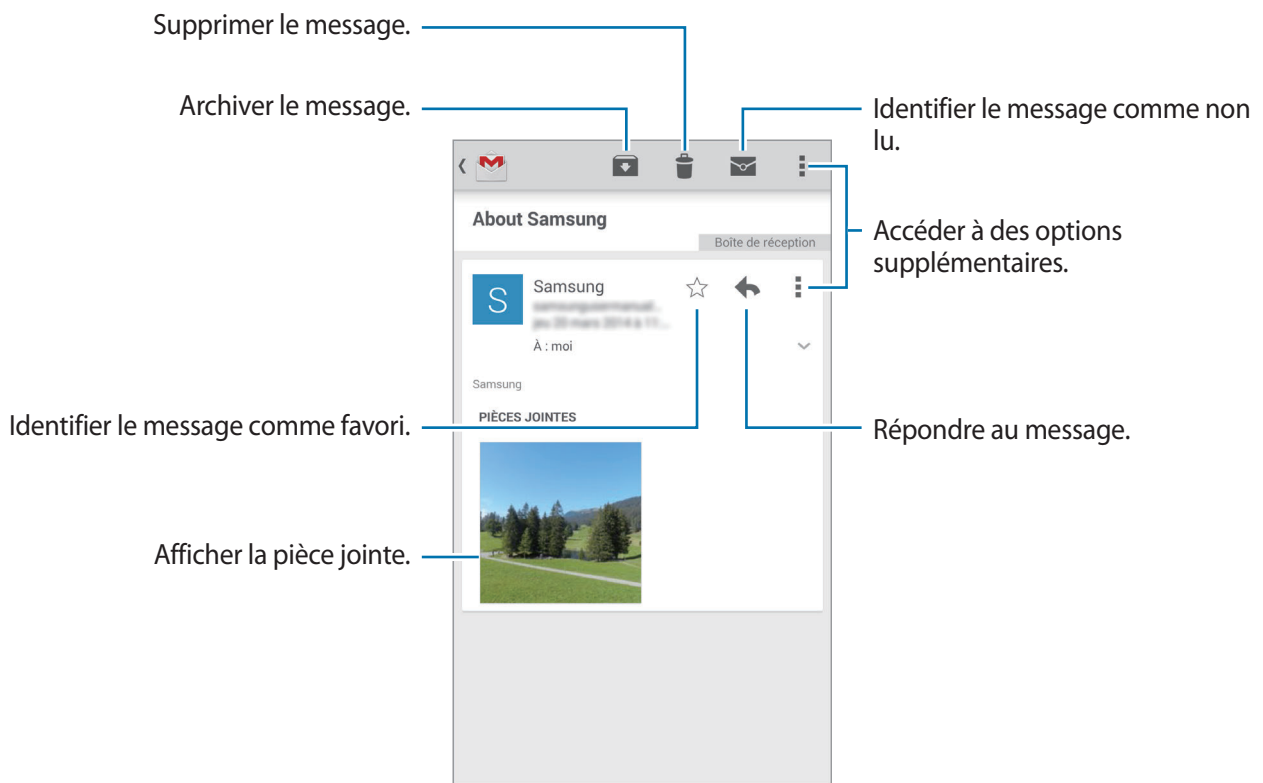 Supprimer le message.
Archiver le message.
Identifier le message comme non
lu.
About Samsung
Boîte de réception
Accéder à des options
supplémentaires.
S
Samsung
À : moi
Samsung
Identifier le message comme favori.
PIÈCES JOINTES
Répondre au message.
Afficher la pièce jointe.